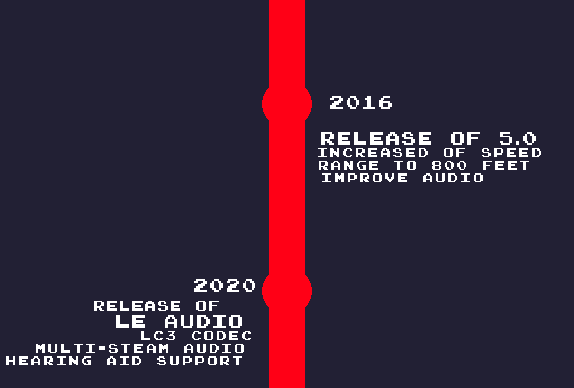 2016
RELEASE OF 5.0
INCREASED OF SPEED
RANGE TO 800 FEET
IMPROVE AUDIO
2020
RELEASE OF
LE AUDIO
LC3 CODEC
MULTI-STEAM AUDIO
HEARING AID SUPPORT